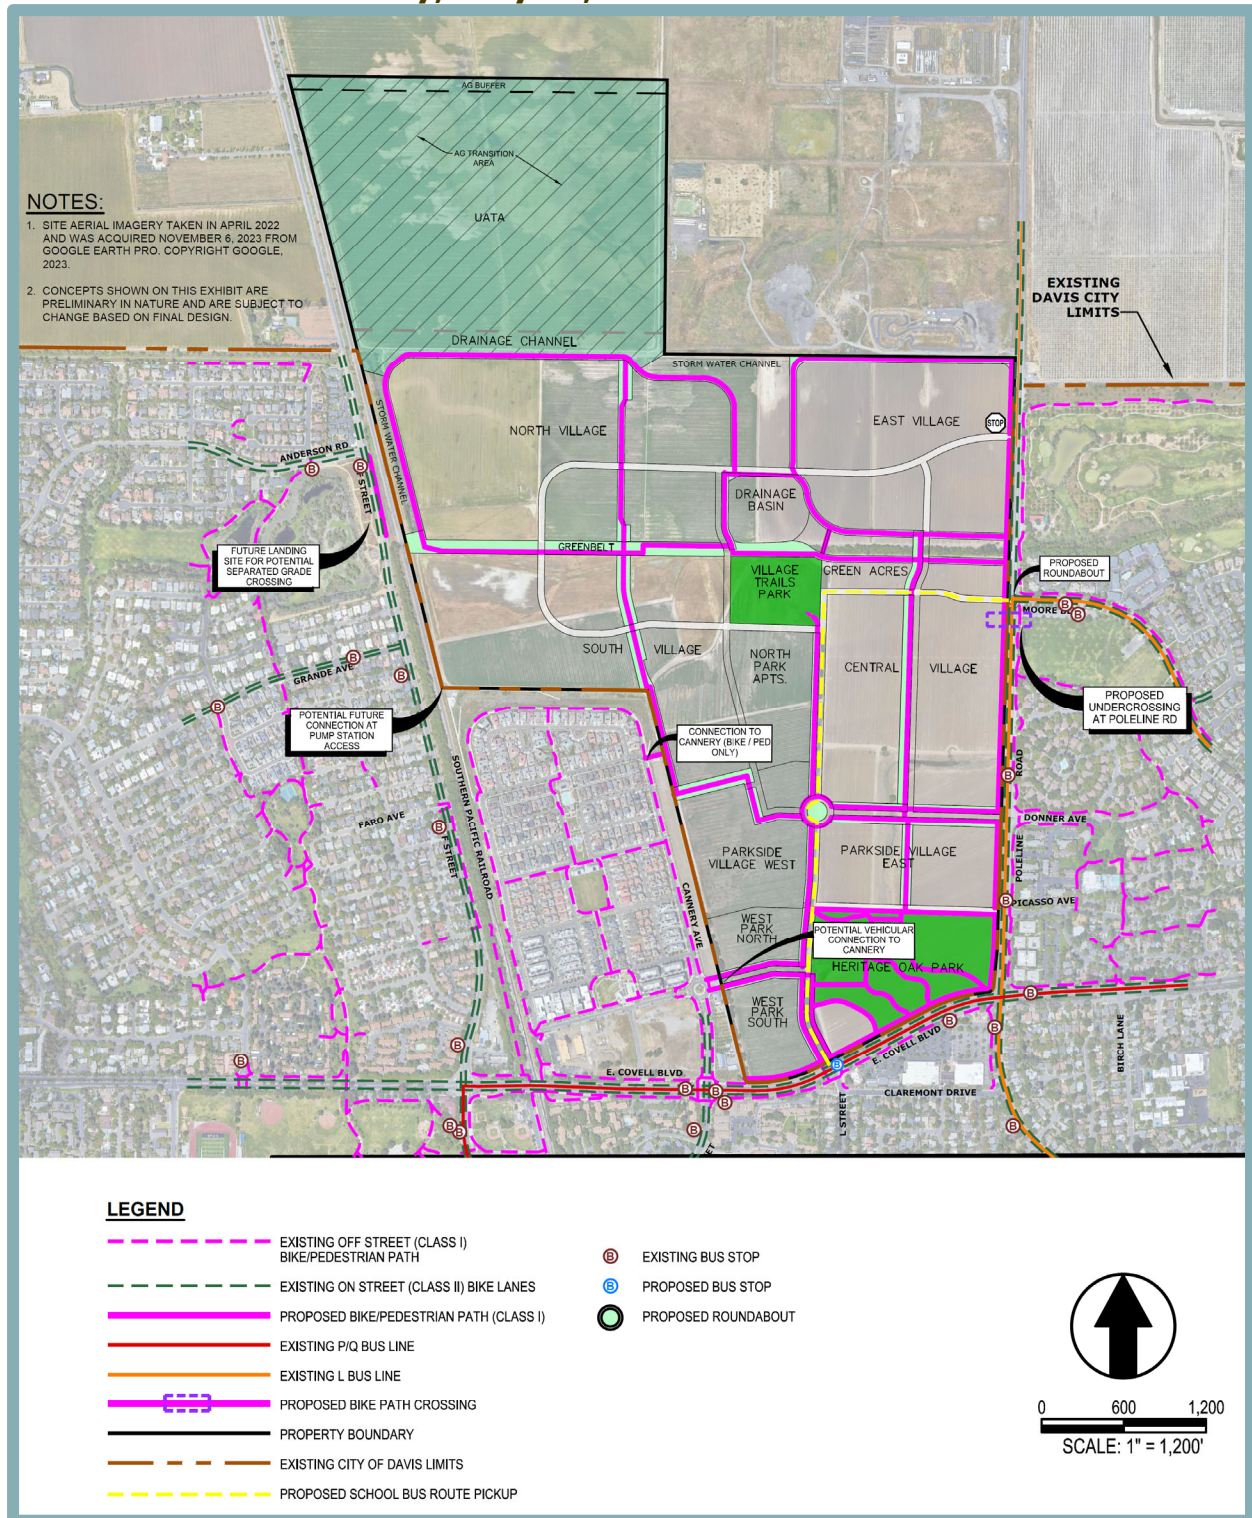 AG BUFFER
AG TRANSITION
AREA
UATA
NOTES:
1. SITE AERIAL IMAGERY TAKEN IN APRIL 2022
AND WAS ACQUIRED NOVEMBER 6, 2023 FROM
GOOGLE EARTH PRO. COPYRIGHT GOOGLE,
2023.
2. CONCEPTS SHOWN ON THIS EXHIBIT ARE
PRELIMINARY IN NATURE AND ARE SUBJECT TO
CHANGE BASED ON FINAL DESIGN.
EXISTING
DAVIS CITY
LIMITS
DRAINAGE CHANNEL
STORM WATER CHANNEL
STORM WATER CHANNEL
NORTH VILLAGE
EAST VILLAGE
STOP
ANDERSON RD
B
B
F STREET
DRAINAGE
BASIN
GREENBELT
FUTURE LANDING
SITE FOR POTENTIAL
SEPARATED GRADE
CROSSING
VILLAGE
TRAILS
PARK
GREEN ACRES
PROPOSED
ROUNDABOUT
MOORE
B
B
SOUTH VILLAGE
NORTH
PARK
APTS.
CENTRAL VILLAGE
GRANDE AVE
B
B
B
PROPOSED
UNDERCROSSING
AT POLELINE RD
POTENTIAL FUTURE
CONNECTION AT
PUMP STATION
ACCESS
CONNECTION TO
CANNERY (BIKE / PED
ONLY)
SOUTHERN PACIFIC RAILROAD
POLELINE ROAD
B
FARO AVE
B
F STREET
DONNER AVE
PARKSIDE
VILLAGE WEST
PARKSIDE VILLAGE
EAST
CANNERY AVE
B
PICASSO AVE
WEST
PARK
NORTH
POTENTIAL VEHICULAR
CONNECTION TO
CANNERY
HERITAGE OAK PARK
WEST
PARK
SOUTH
B
B
B
B
B
E. COVELL BLVD
E. COVELL BLVD
B
BIRCH LANE
CLAREMONT DRIVE
L STREET
B
B
B
B
B
B
B
LEGEND
EXISTING OFF STREET (CLASS I)
BIKE/PEDESTRIAN PATH
EXISTING ON STREET (CLASS II) BIKE LANES
PROPOSED BIKE/PEDESTRIAN PATH (CLASS I)
EXISTING P/Q BUS LINE
EXISTING L BUS LINE
PROPOSED BIKE PATH CROSSING
PROPERTY BOUNDARY
EXISTING CITY OF DAVIS LIMITS
PROPOSED SCHOOL BUS ROUTE PICKUP
B EXISTING BUS STOP
B PROPOSED BUS STOP
PROPOSED ROUNDABOUT
0 600 1,200
SCALE: 1" = 1,200'